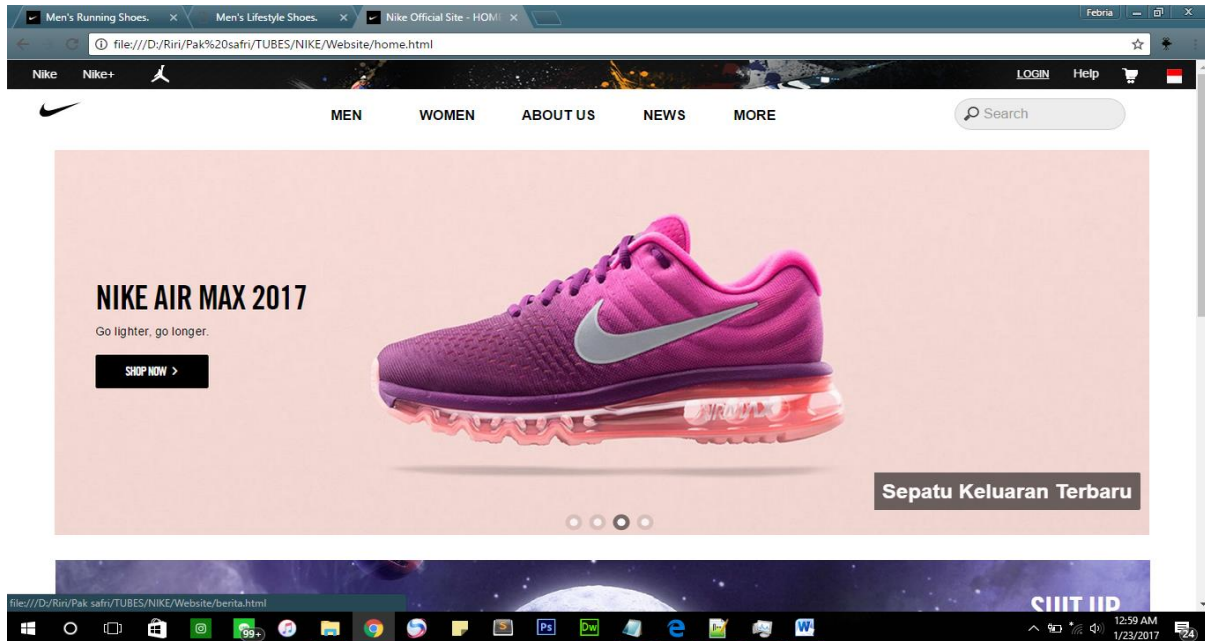 Men's Running Shoes.
Men's Lifestyle Shoes.
Nike Official Site - HOM
Febria
file:///D:/Riri/Pak%20safri/TUBES/NIKE/Website/home.html
Nike Nike+ LOGIN Help
MEN WOMEN ABOUT US NEWS MORE Search
NIKE AIR MAX 2017
Go lighter, go longer.
SHOP NOW >
Sepatu Keluaran Terbaru
SUIT UP
file:///D:/Riri/Pak safri/TUBES/NIKE/Website/berita.html
99+
S
Ps
Dw
W
12:59 AM
1/23/2017
24